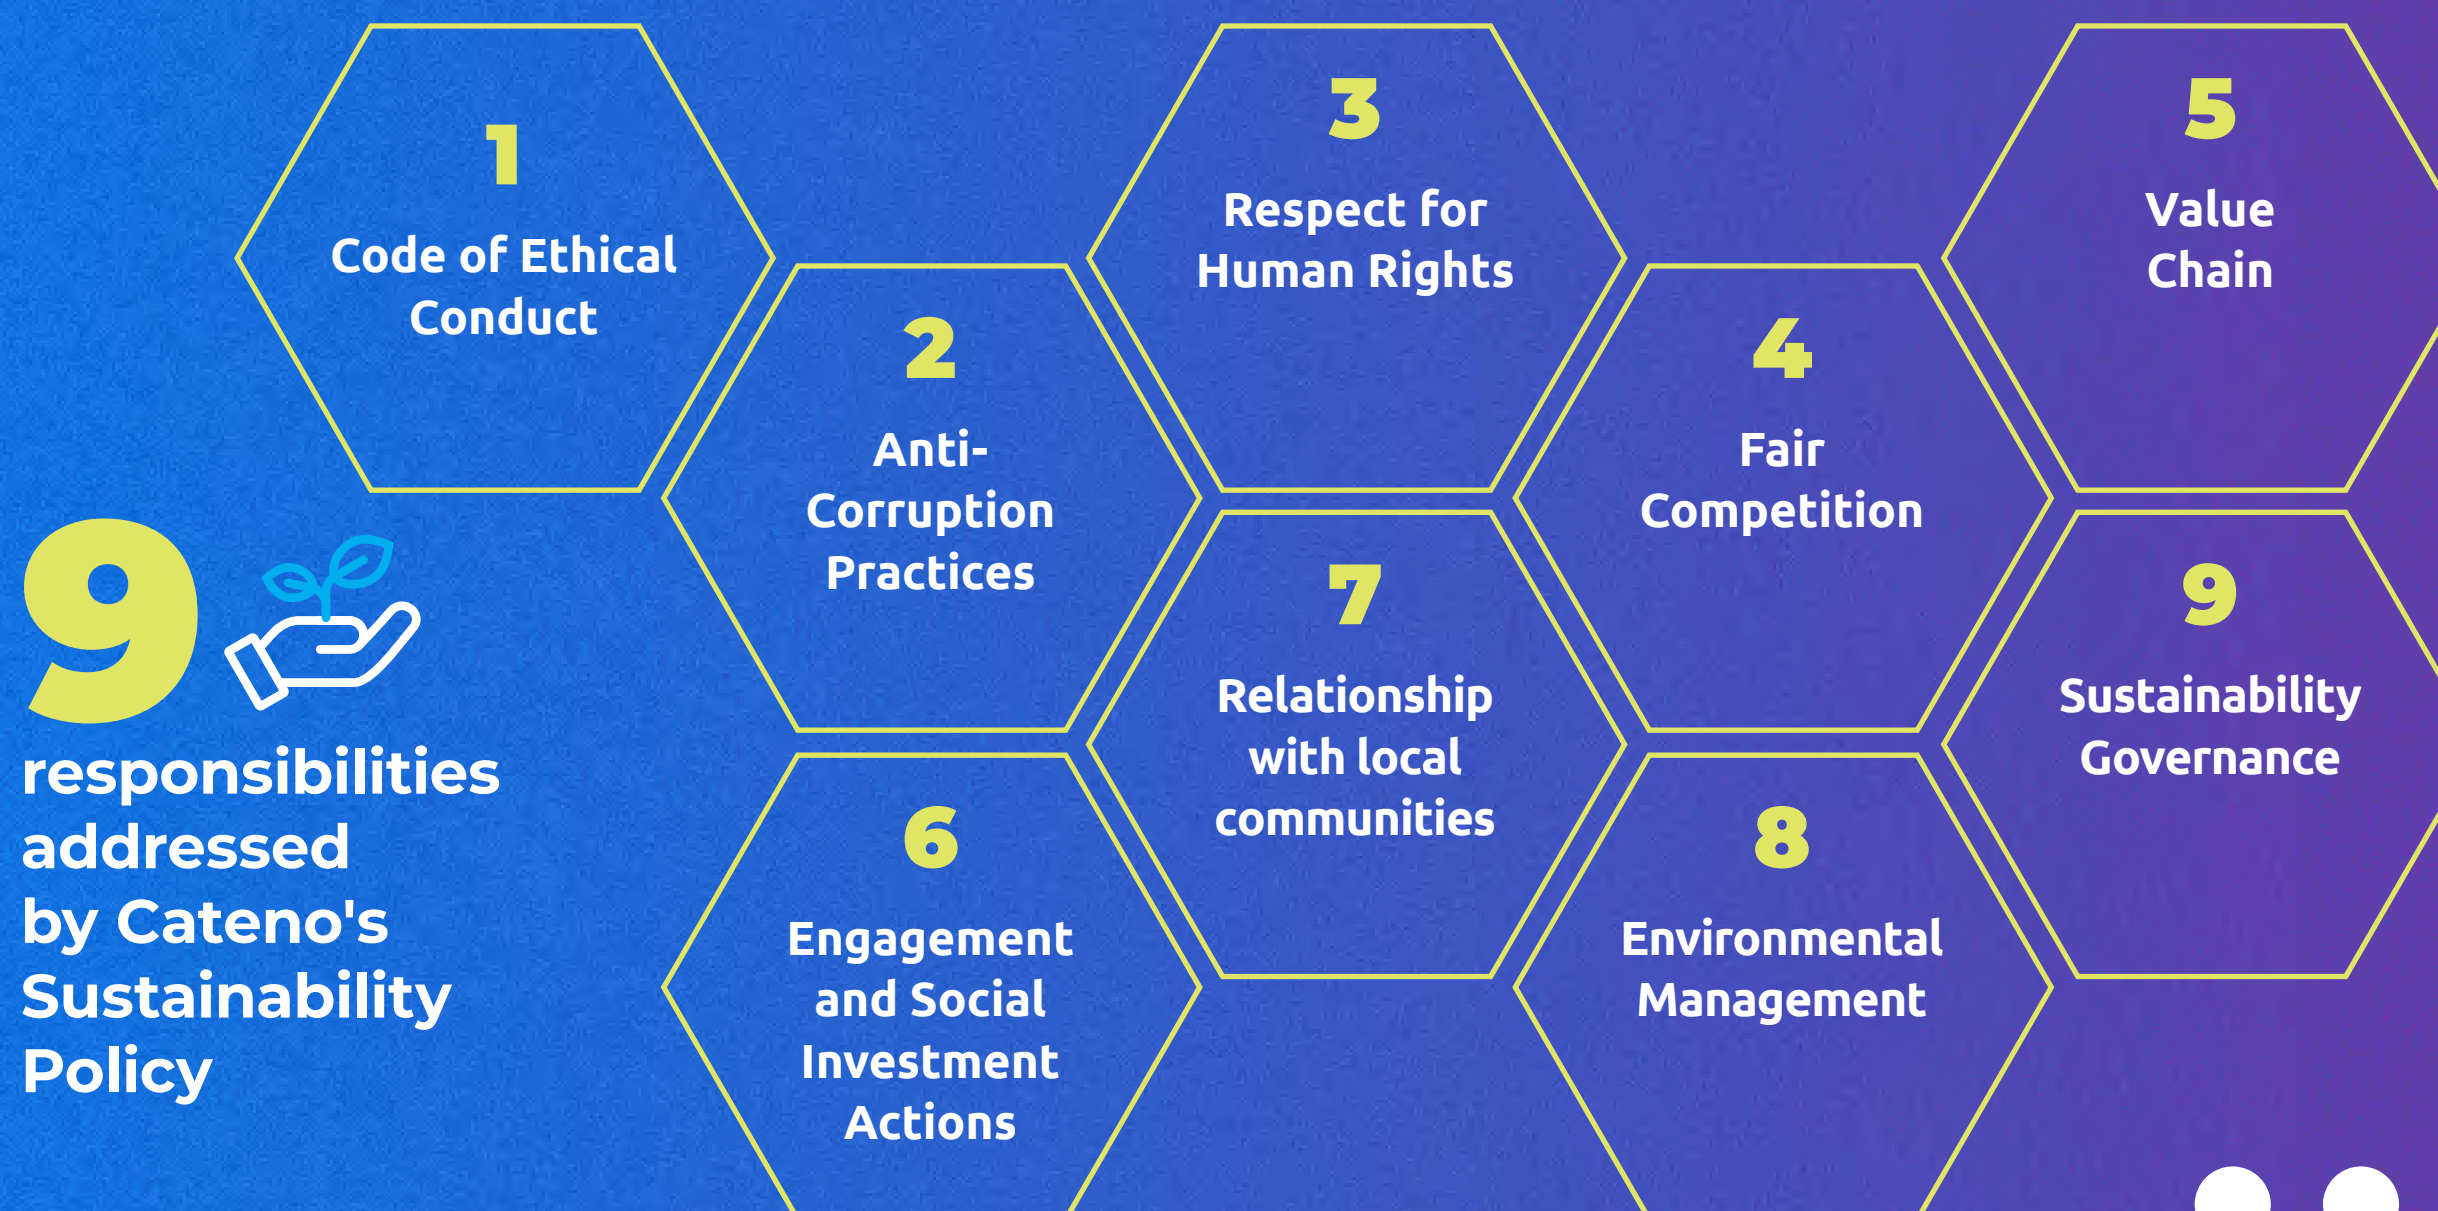 9
responsibilities
addressed
by Cateno's
Sustainability
Policy
1
Code of Ethical
Conduct
2
Anti-
Corruption
Practices
3
Respect for
Human Rights
4
Fair
Competition
5
Value
Chain
6
Engagement
and Social
Investment
Actions
7
Relationship
with local
communities
8
Environmental
Management
9
Sustainability
Governance